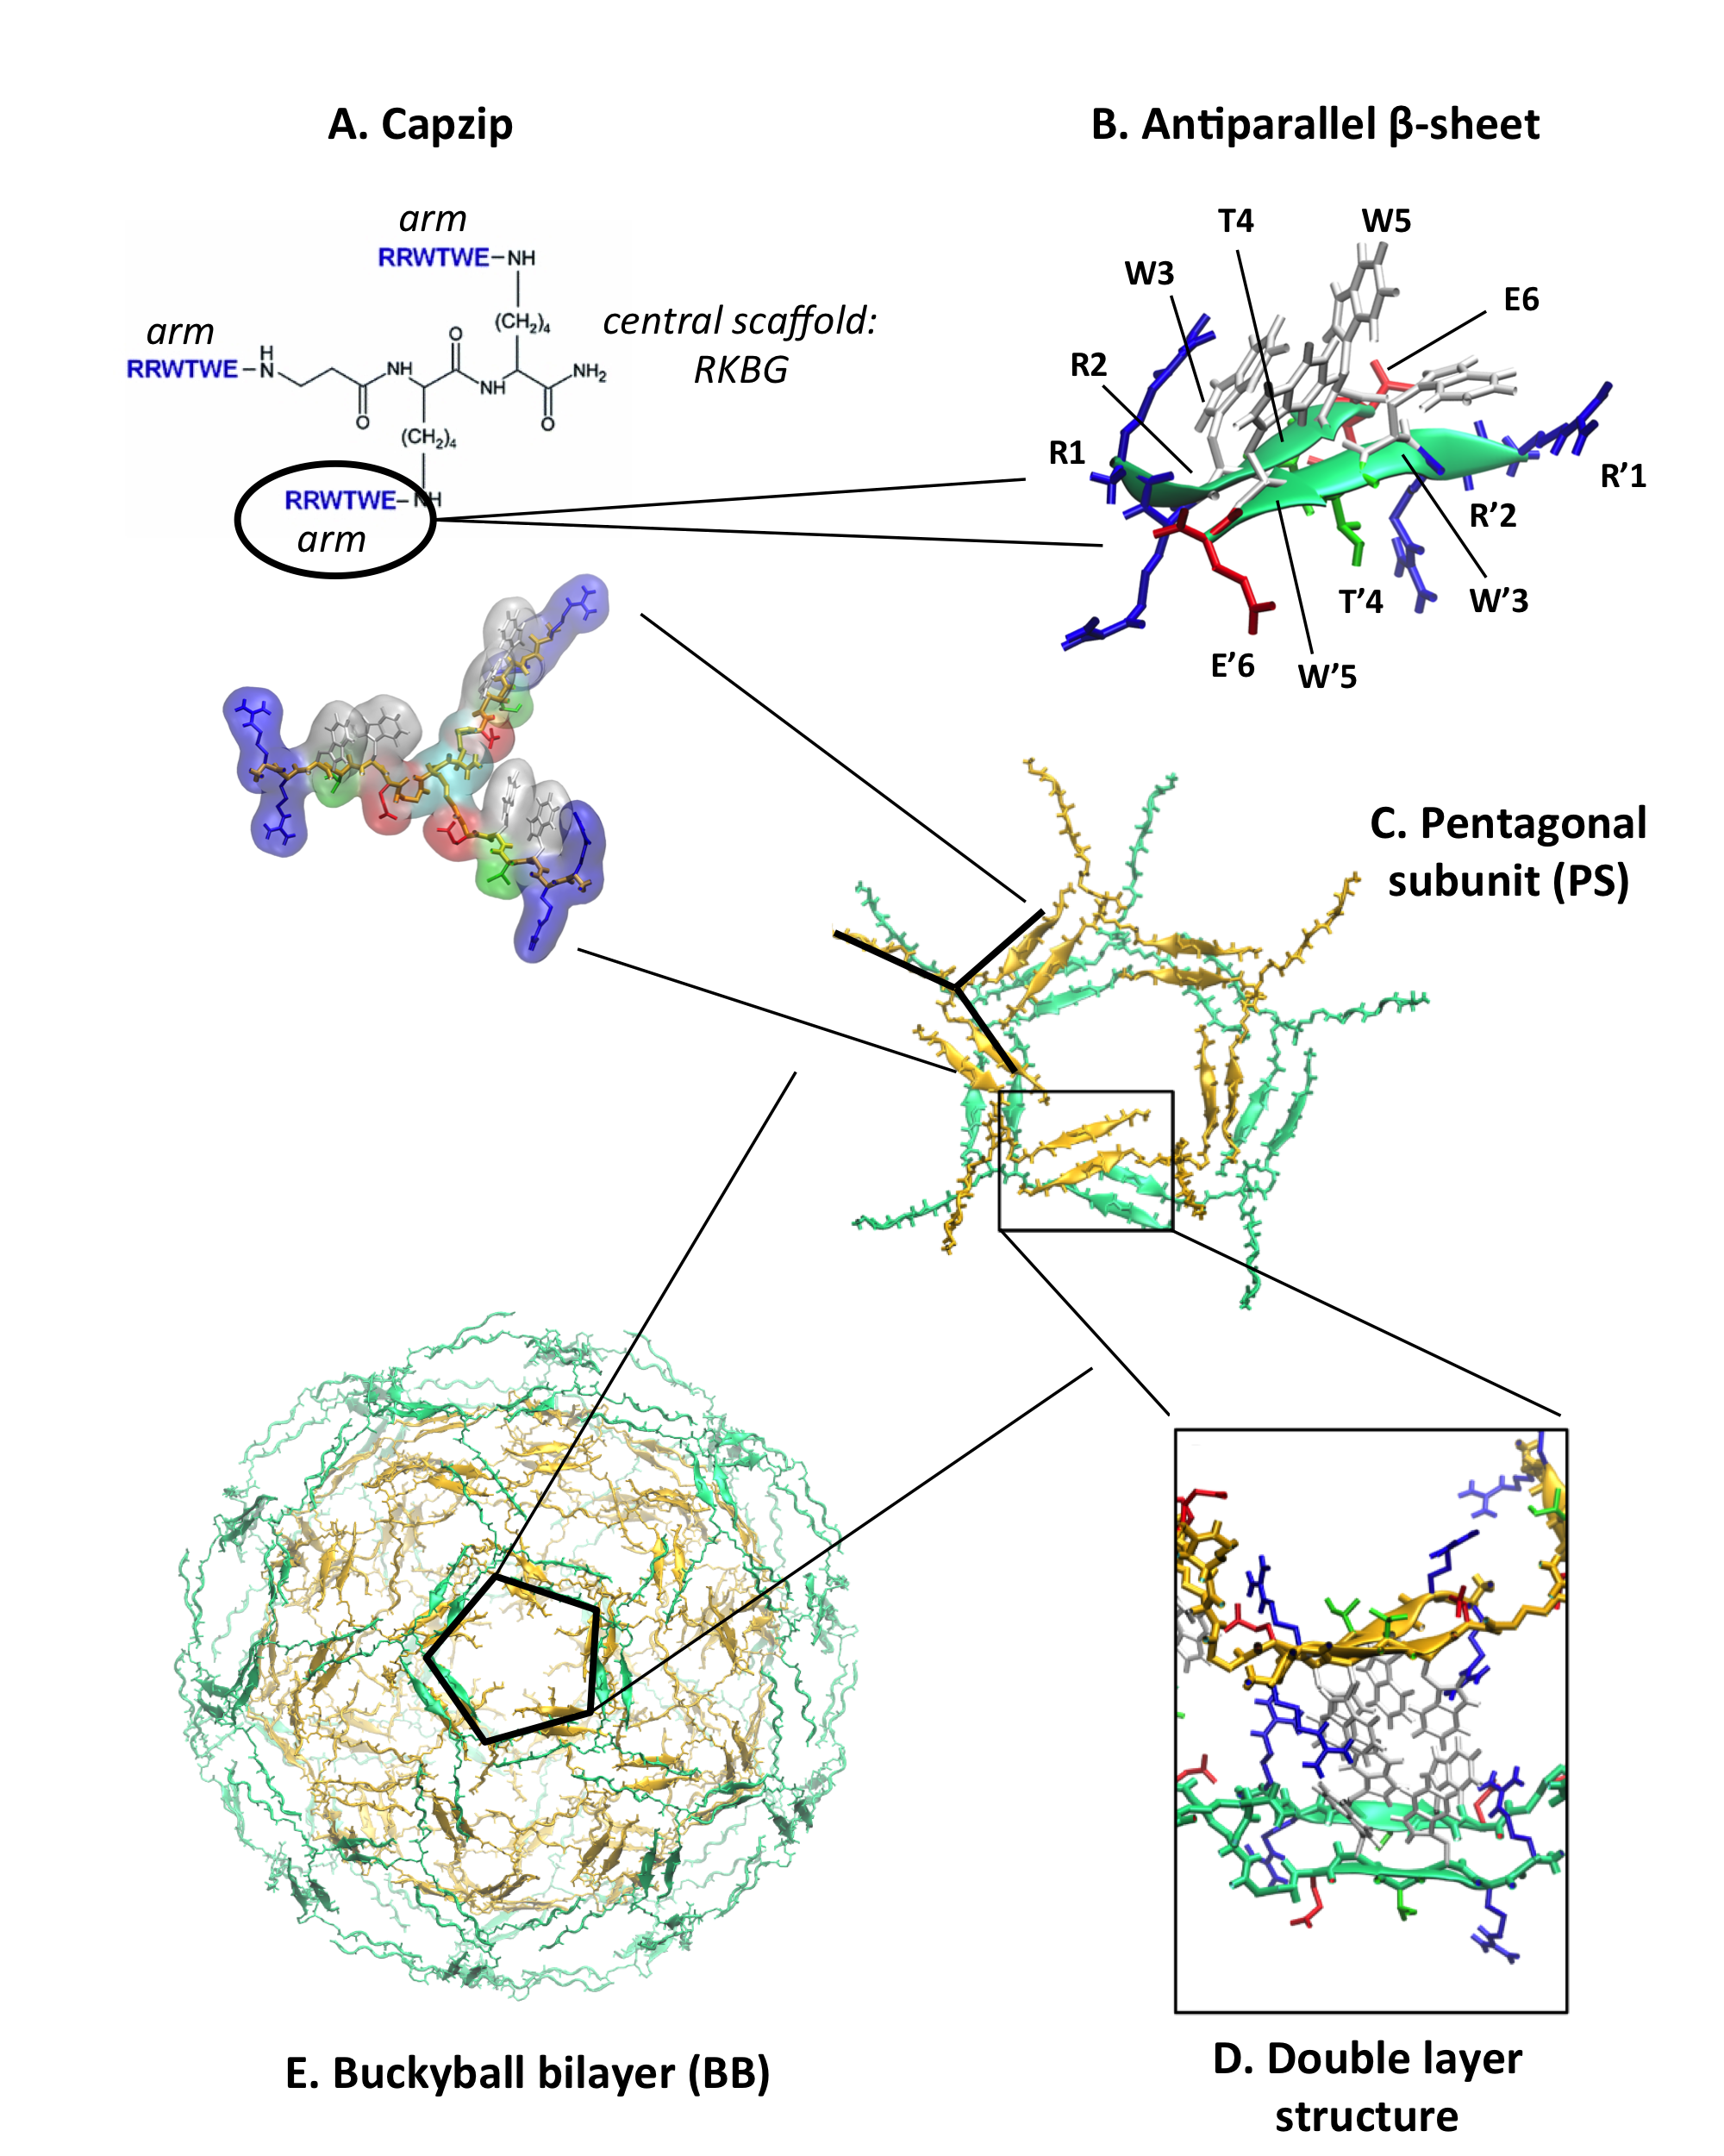 A. Capzip
B. Antiparallel β-sheet
arm
RRWTWE–NH
(CH₂)₄
central scaffold:
RKBG
arm
RRWTWE–N
H
O
NH
NH
NH₂
O
O
(CH₂)₄
RRWTWE–NH
arm
T4
W5
W3
E6
R2
R1
R'1
R'2
T'4
W'3
E'6
W'5
C. Pentagonal
subunit (PS)
E. Buckyball bilayer (BB)
D. Double layer
structure